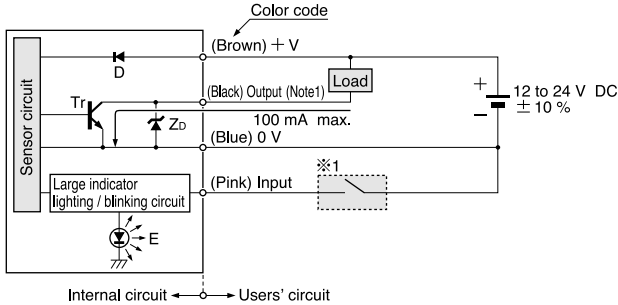 Color code
(Brown) + V
D
Load
Sensor circuit
Tr
(Black) Output (Note1)
+
12 to 24 V DC
± 10 %
−
ZD
100 mA max.
(Blue) 0 V
※1
(Pink) Input
Large indicator
lighting / blinking circuit
E
Internal circuit
Users' circuit